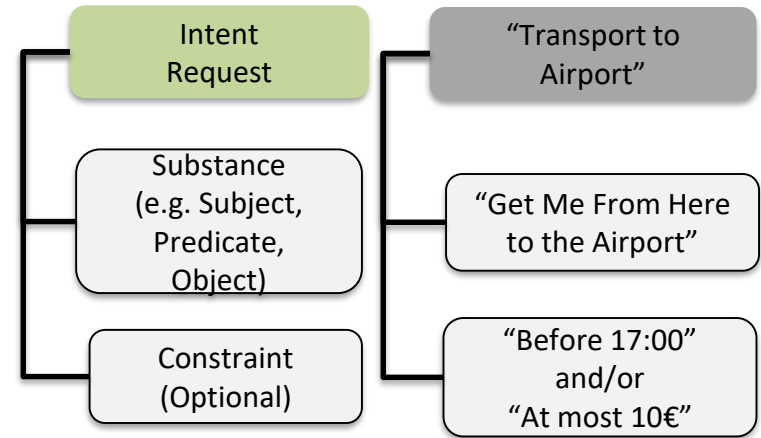 Intent
Request
Substance
(e.g. Subject,
Predicate,
Object)
Constraint
(Optional)
“Transport to
Airport”
“Get Me From Here
to the Airport”
“Before 17:00”
and/or
“At most 10€”